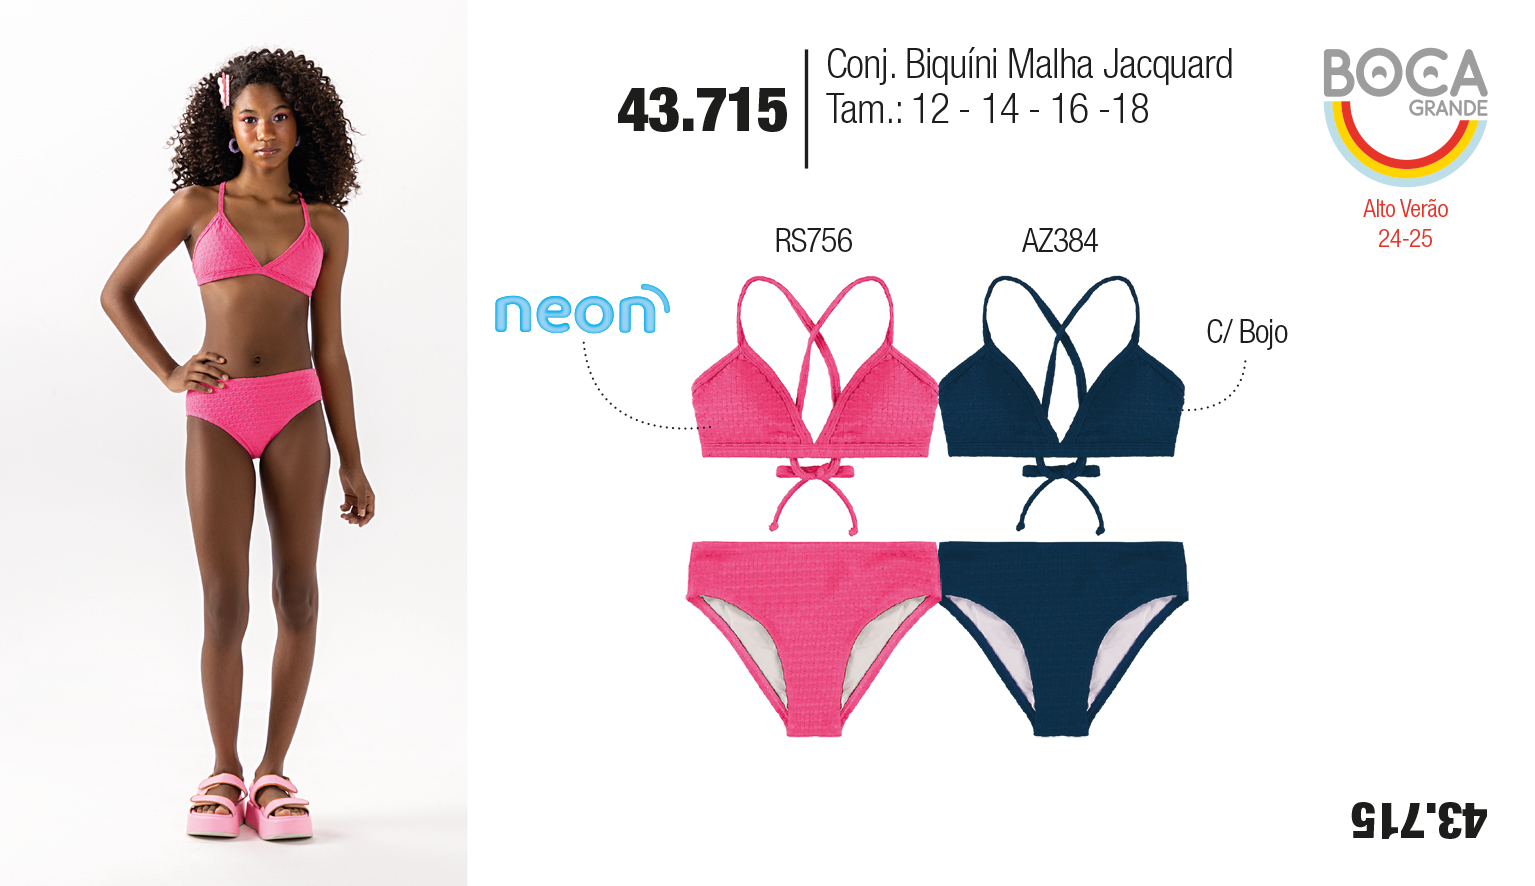 43.715
Conj. Biquíni Malha Jacquard
Tam.: 12 - 14 - 16 -18
BOCA
GRANDE
Alto Verão
24-25
RS756
AZ384
neon
C/ Bojo
43.715